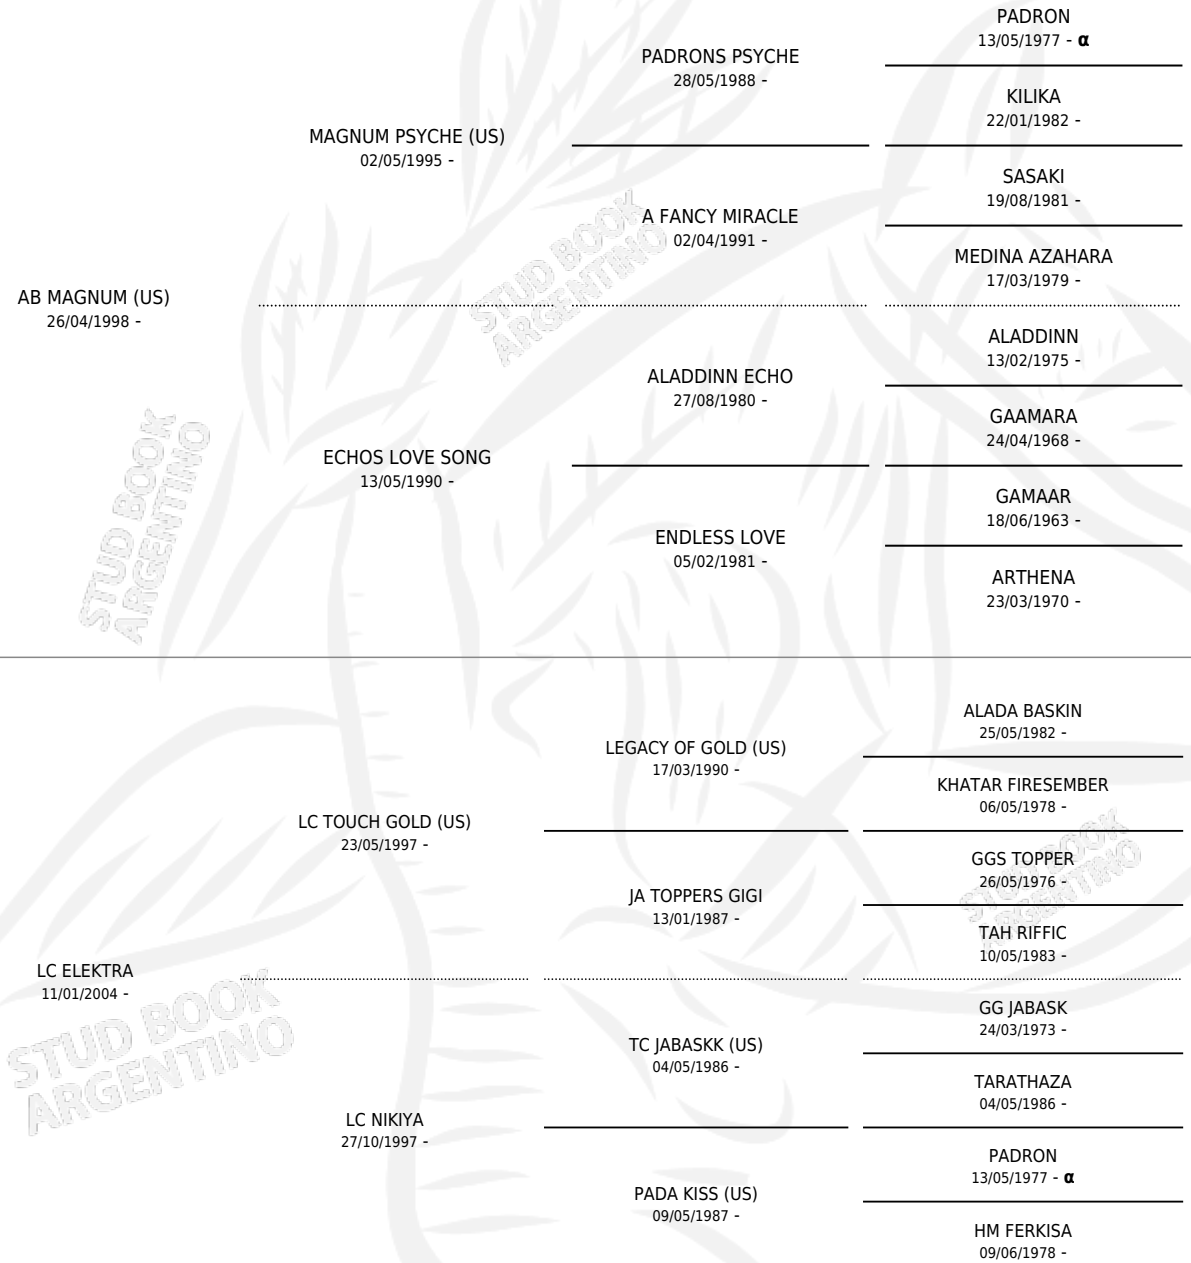 PADRON
13/05/1977 - α
PADRONS PSYCHE
28/05/1988 -
KILIKA
22/01/1982 -
MAGNUM PSYCHE (US)
02/05/1995 -
SASAKI
19/08/1981 -
A FANCY MIRACLE
02/04/1991 -
MEDINA AZAHARA
17/03/1979 -
AB MAGNUM (US)
26/04/1998 -
STUD BOOK
ARGENTINO
ALADDINN
13/02/1975 -
ALADDINN ECHO
27/08/1980 -
GAAMARA
24/04/1968 -
ECHOS LOVE SONG
13/05/1990 -
GAMAAR
18/06/1963 -
ENDLESS LOVE
05/02/1981 -
ARTHENA
23/03/1970 -
STUD BOOK
ARGENTINO
ALADA BASKIN
25/05/1982 -
LEGACY OF GOLD (US)
17/03/1990 -
KHATAR FIRESEMBER
06/05/1978 -
LC TOUCH GOLD (US)
23/05/1997 -
GGS TOPPER
26/05/1976 -
JA TOPPERS GIGI
13/01/1987 -
TAH RIFFIC
10/05/1983 -
STUD BOOK
ARGENTINO
LC ELEKTRA
11/01/2004 -
GG JABASK
24/03/1973 -
TC JABASKK (US)
04/05/1986 -
TARATHAZA
04/05/1986 -
LC NIKIYA
27/10/1997 -
PADRON
13/05/1977 - α
PADA KISS (US)
09/05/1987 -
HM FERKISA
09/06/1978 -
STUD BOOK
ARGENTINO